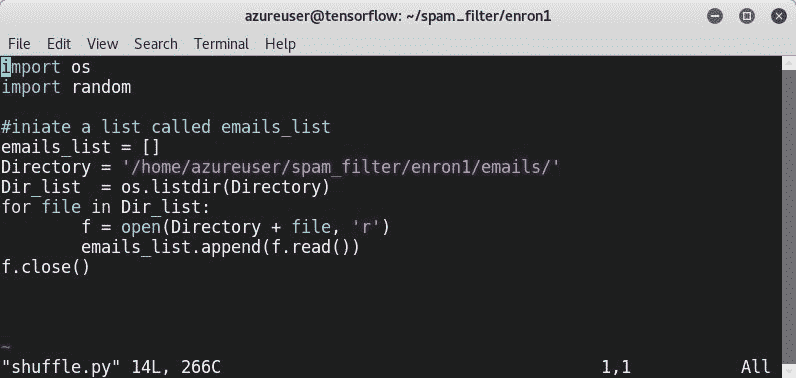 azureuser@tensorflow: ~/spam_filter/enron1
File Edit View Search Terminal Help
import os
import random
#iniate a list called emails_list
emails_list = []
Directory = '/home/azureuser/spam_filter/enron1/emails/'
Dir_list  = os.listdir(Directory)
for file in Dir_list:
        f = open(Directory + file, 'r')
        emails_list.append(f.read())
f.close()
~
"shuffle.py" 14L, 266C 1,1 All